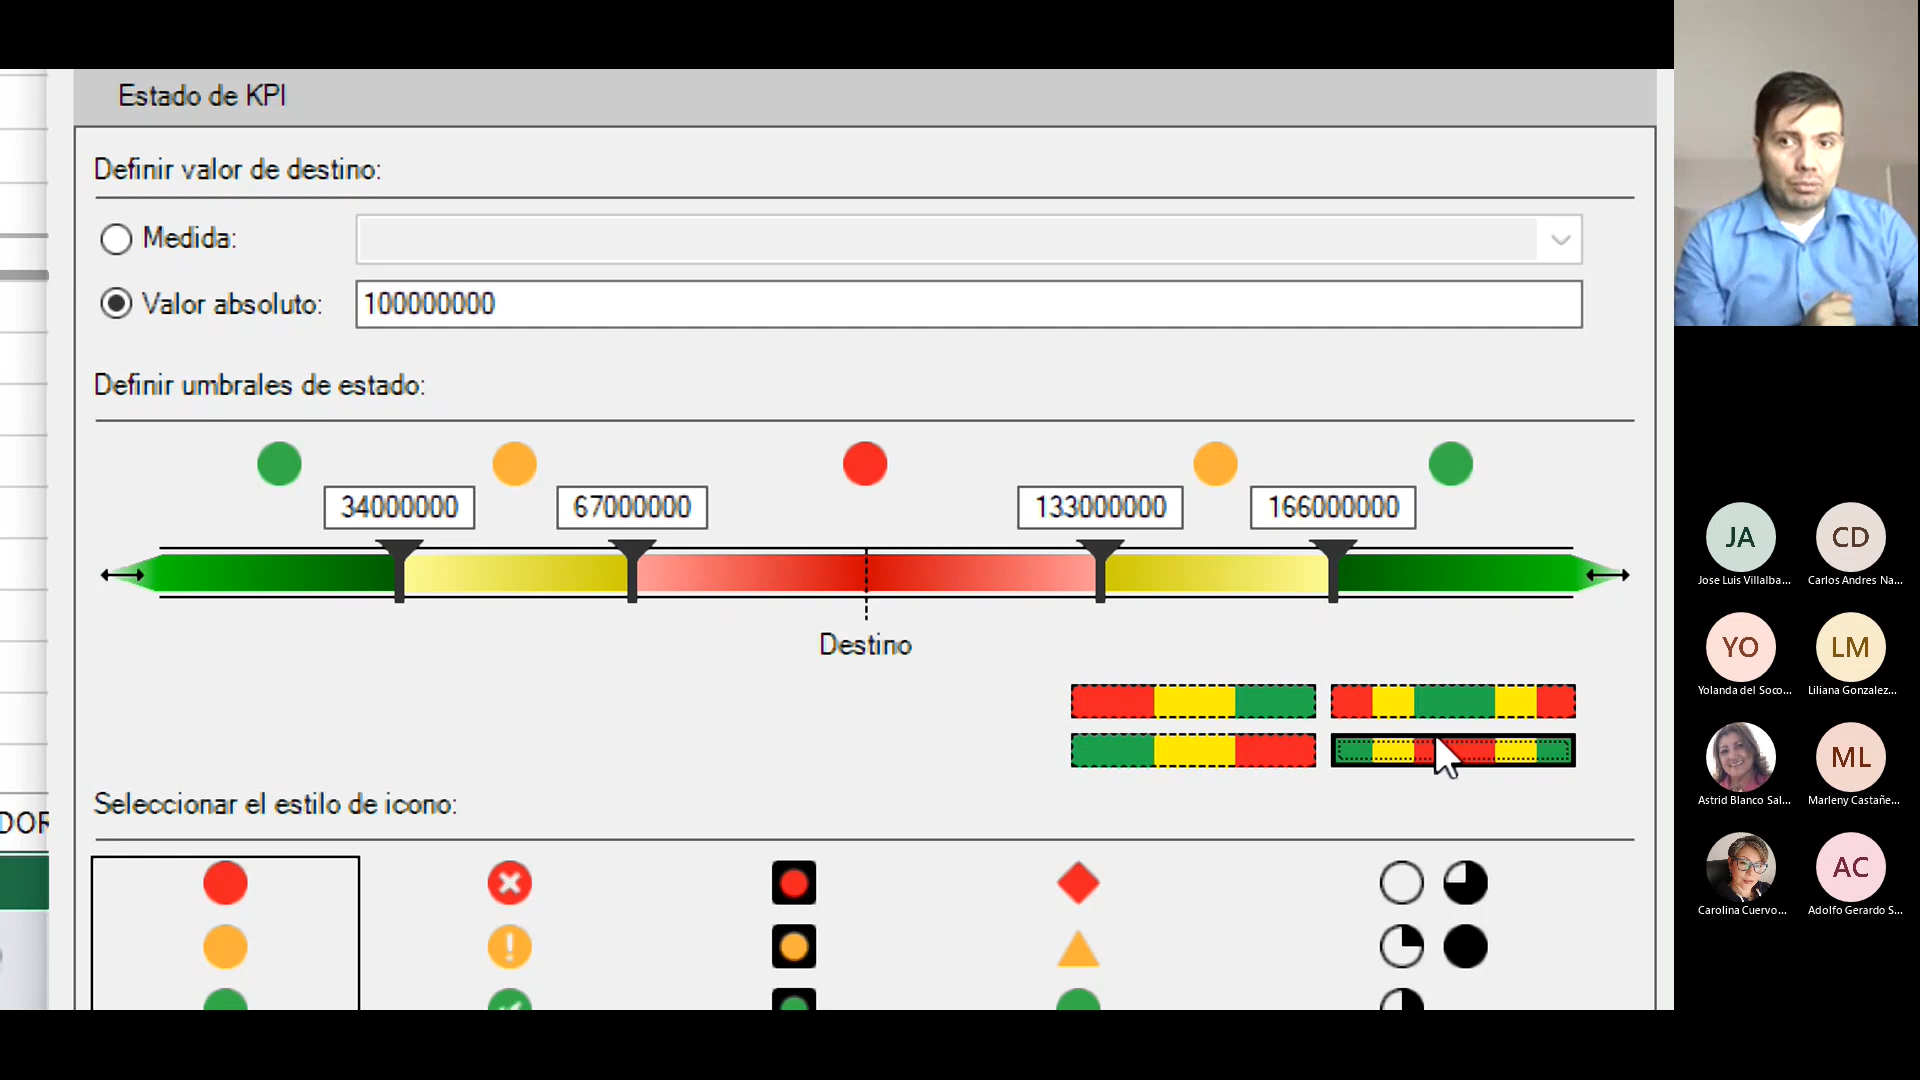 Estado de KPI
Definir valor de destino:
Medida:
Valor absoluto: 100000000
Definir umbrales de estado:
34000000 67000000 133000000 166000000
Destino
Seleccionar el estilo de icono:
DOR
JA CD
Jose Luis Villalba... Carlos Andres Na...
YO LM
Yolanda del Soco... Liliana Gonzalez...
ML
Astrid Blanco Sal... Marleny Castañe...
AC
Carolina Cuervo... Adolfo Gerardo S...